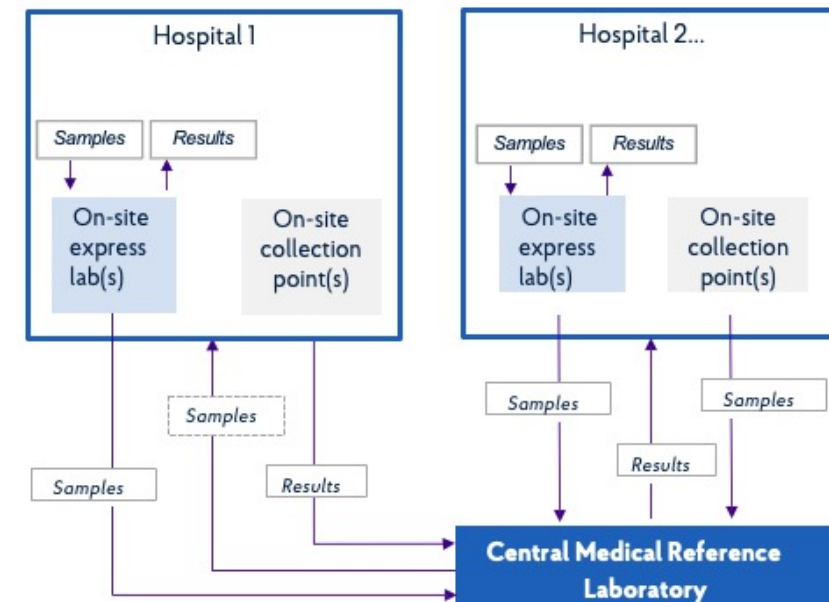 Hospital 1
Samples
Results
On-site
express
lab(s)
On-site
collection
point(s)
Samples
Samples
Results
Hospital 2...
Samples
Results
On-site
express
lab(s)
On-site
collection
point(s)
Samples
Samples
Results
Central Medical Reference
Laboratory